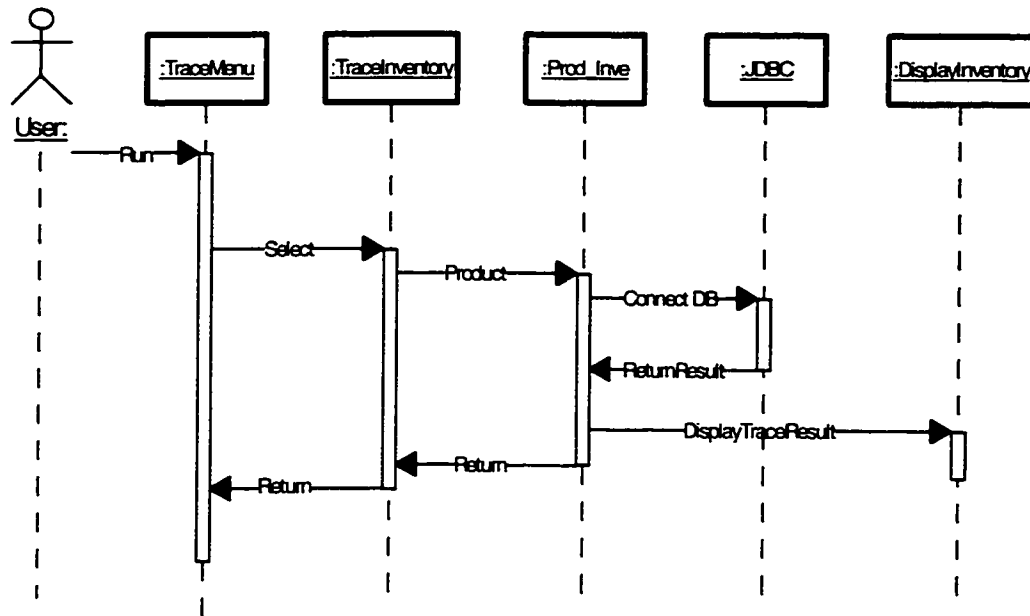 :TraceMenu
:TraceInventory
:Prod_Inve
:JDBC
:DisplayInventory
User:
Run
Select
Product
Connect DB
ReturnResult
DisplayTraceResult
Return
Return